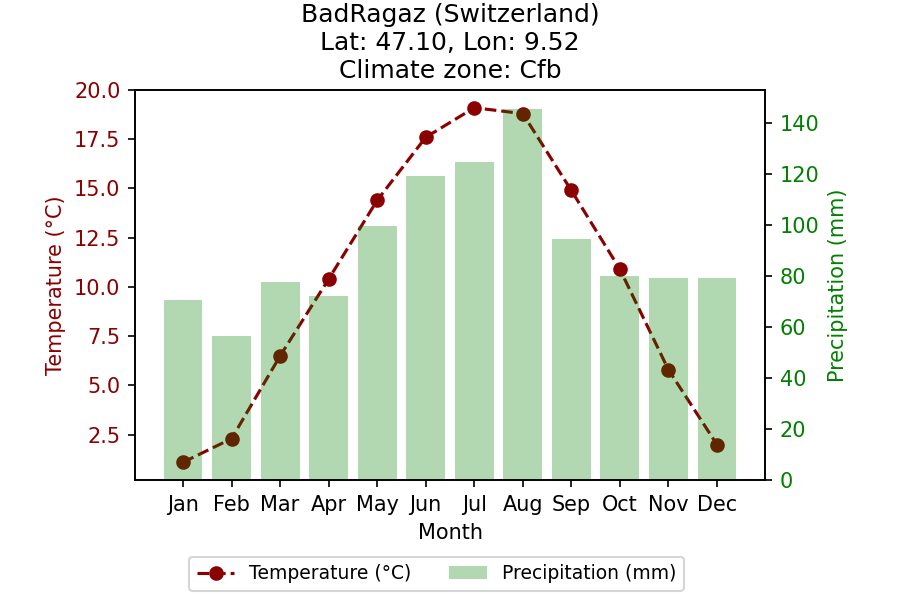 BadRagaz (Switzerland)
Lat: 47.10, Lon: 9.52
Climate zone: Cfb
20.0
17.5
15.0
12.5
10.0
7.5
5.0
2.5
Temperature (°C)
140
120
100
80
60
40
20
0
Precipitation (mm)
Jan Feb Mar Apr May Jun Jul Aug Sep Oct Nov Dec
Month
Temperature (°C) Precipitation (mm)